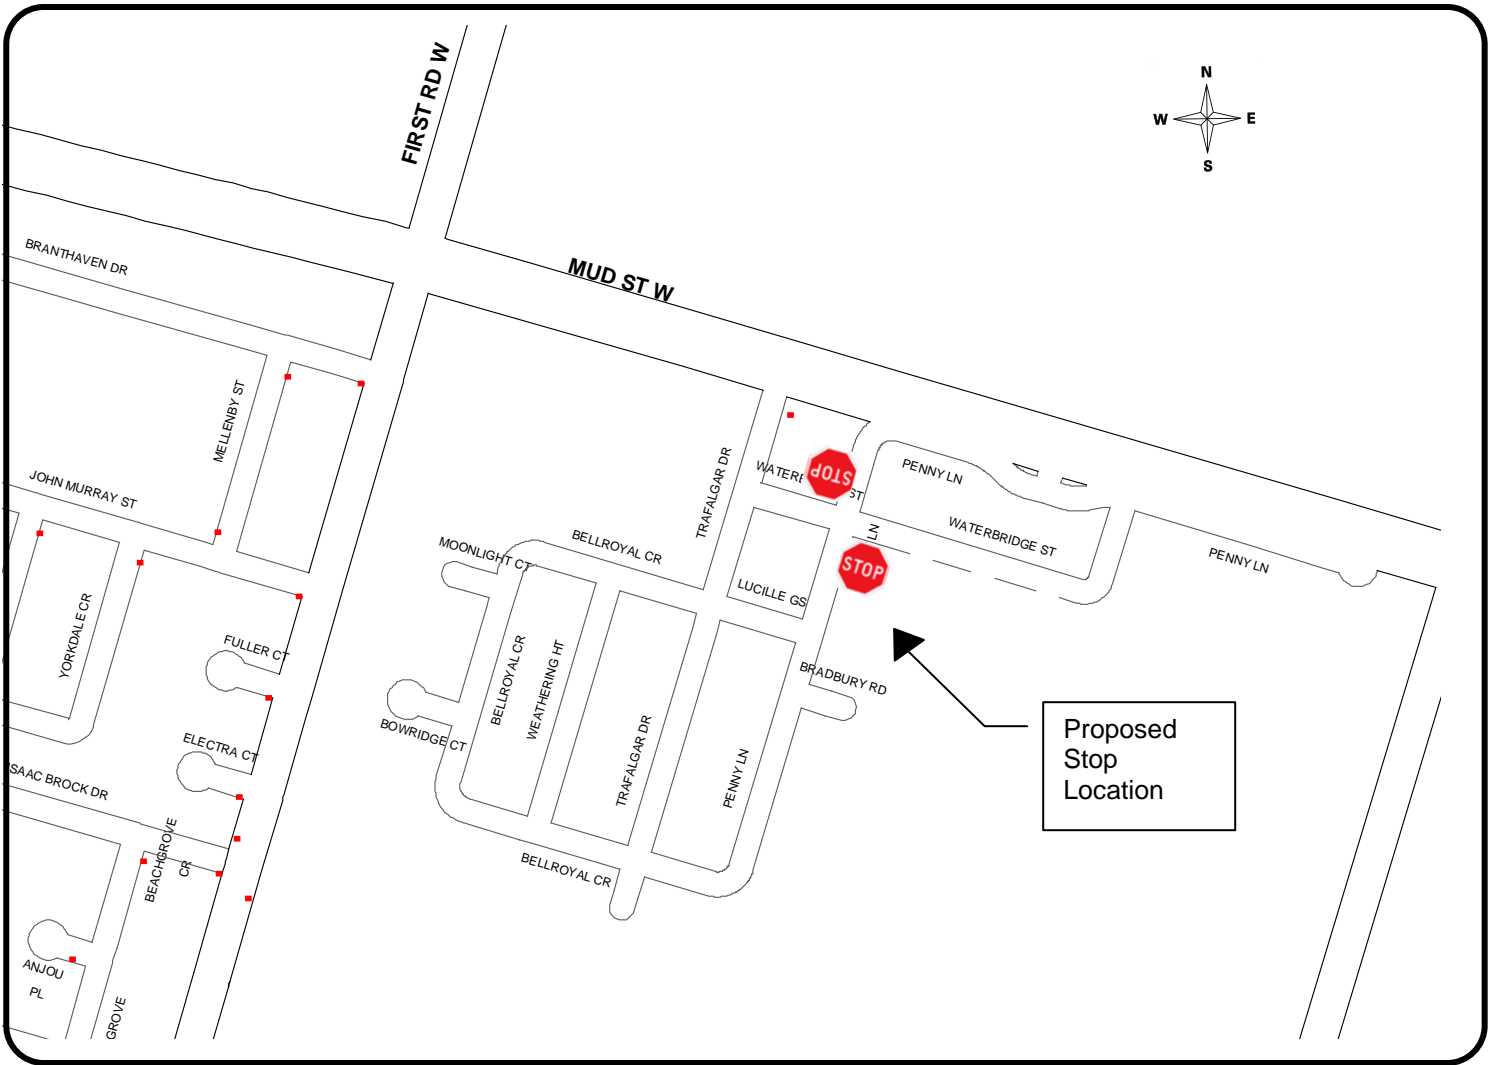 FIRST RD W
N
W E
S
BRANTHAVEN DR
MUD ST W
MELLENBY ST
JOHN MURRAY ST
TRAFALGAR DR
PENNY LN
STOP
ST
WATERBRIDGE ST
LN
PENNY LN
BELLROYAL CR
MOONLIGHT CT
STOP
LUCILLE GS
YORKDALE CR
FULLER CT
BELLROYAL CR
WEATHERING HT
BRADBURY RD
BOWRIDGE CT
ELECTRA CT
TRAFALGAR DR
PENNY LN
Proposed
Stop
Location
SAAC BROCK DR
BEACHGROVE
CR
BELLROYAL CR
ANJOU
PL
GROVE